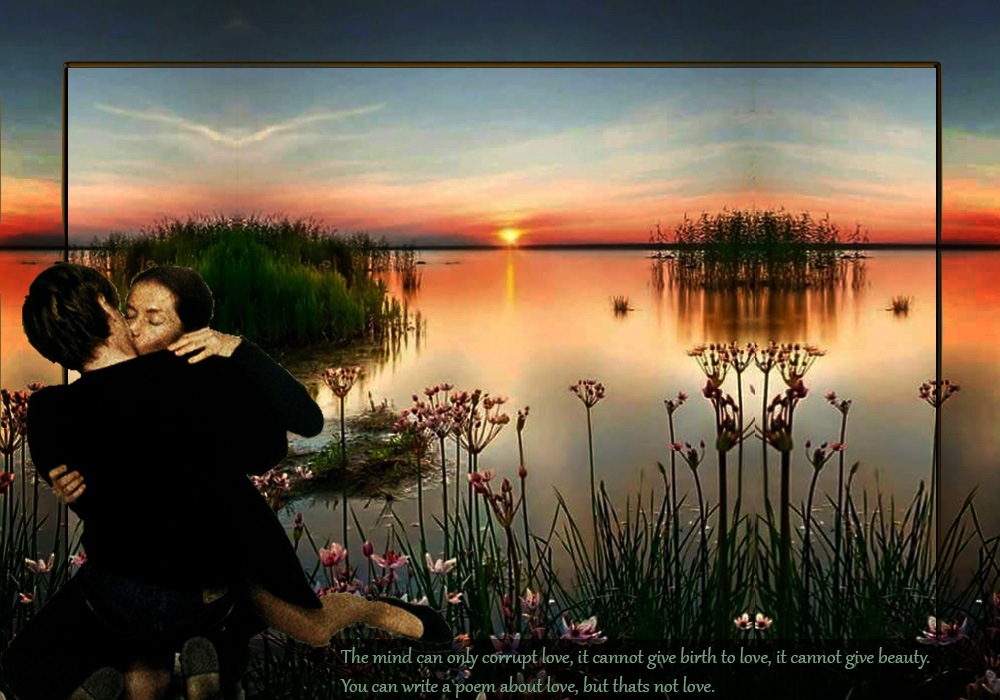 The mind can only corrupt love, it cannot give birth to love, it cannot give beauty.
You can write a poem about love, but thats not love.